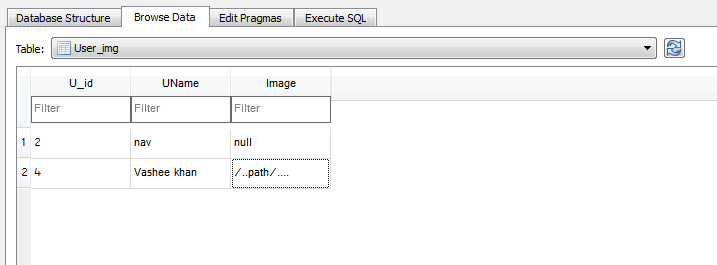 Database Structure Browse Data Edit Pragmas Execute SQL
Table: User_img
U_id UName Image
Filter Filter Filter
1 2 nav null
2 4 Vashee khan /..path/....